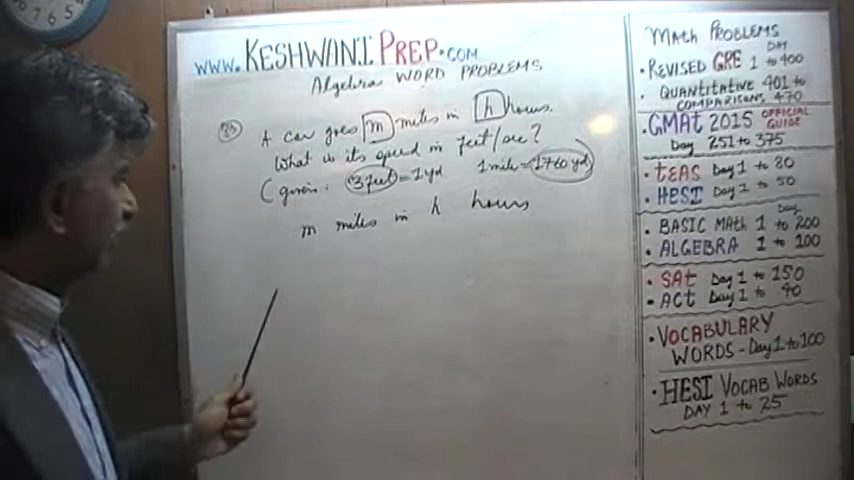 www.KESHWANIPREP.COM
Algebra WORD PROBLEMS
A car goes m miles in h hours.
What is its speed in feet/sec?
(given: 3 feet = 1 yd 1 mile = 1760 yd)
m miles in h hours
MATH PROBLEMS
DAY
• REVISED GRE 1 to 400
• QUANTITATIVE 401 to
COMPARISONS 470
• GMAT 2015 OFFICIAL GUIDE
Day 251 to 375
• TEAS Day 1 to 80
• HESI Day 1 to 50
Day
• BASIC MATH 1 to 200
• ALGEBRA 1 to 100
• SAT Day 1 to 150
• ACT Day 1 to 40
• VOCABULARY
WORDS - Day 1 to 100
• HESI VOCAB WORDS
DAY 1 to 25